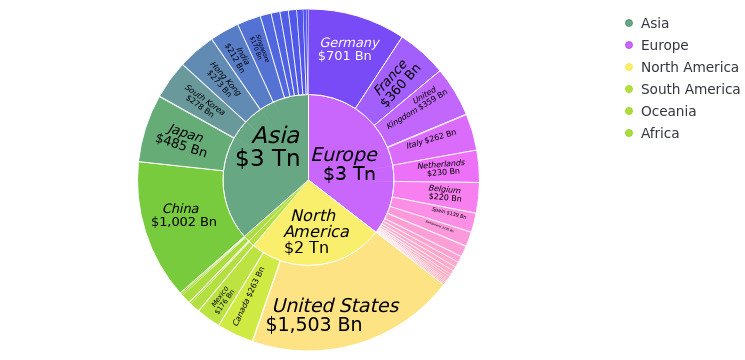 Germany
$701 Bn
France
$360 Bn
United
Kingdom $359 Bn
Italy $262 Bn
Netherlands
$230 Bn
Belgium
$220 Bn
Spain $139 Bn
Singapore
$170 Bn
India
$212 Bn
Hong Kong
$273 Bn
South Korea
$278 Bn
Japan
$485 Bn
China
$1,002 Bn
Mexico
$176 Bn
Canada $263 Bn
United States
$1,503 Bn
Asia
$3 Tn
Europe
$3 Tn
North
America
$2 Tn
Asia
Europe
North America
South America
Oceania
Africa